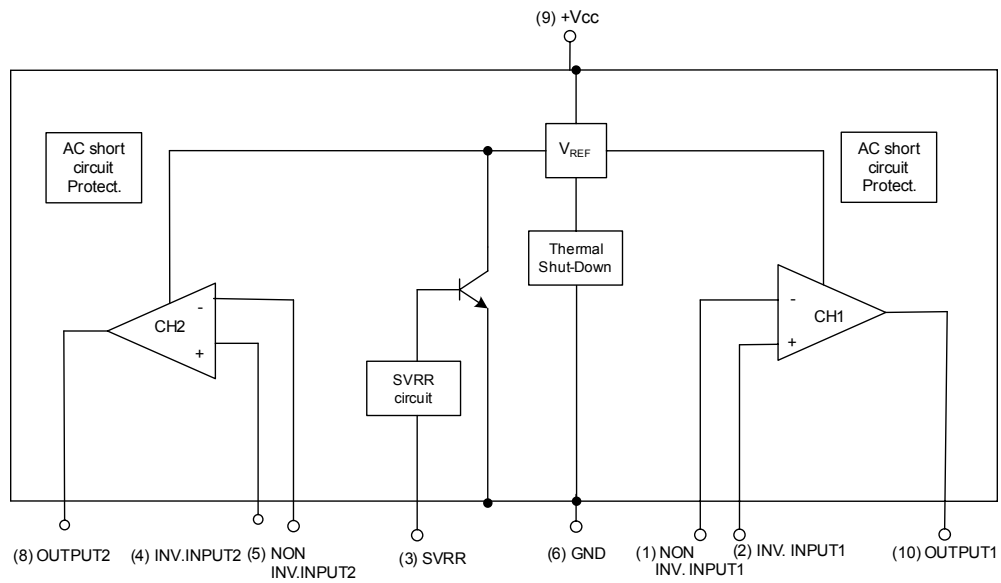 (9) +Vcc
AC short
circuit
Protect.
VREF
AC short
circuit
Protect.
Thermal
Shut-Down
-
CH2
+
-
CH1
+
SVRR
circuit
(8) OUTPUT2
(4) INV.INPUT2
(5) NON
INV.INPUT2
(3) SVRR
(6) GND
(1) NON
INV. INPUT1
(2) INV. INPUT1
(10) OUTPUT1